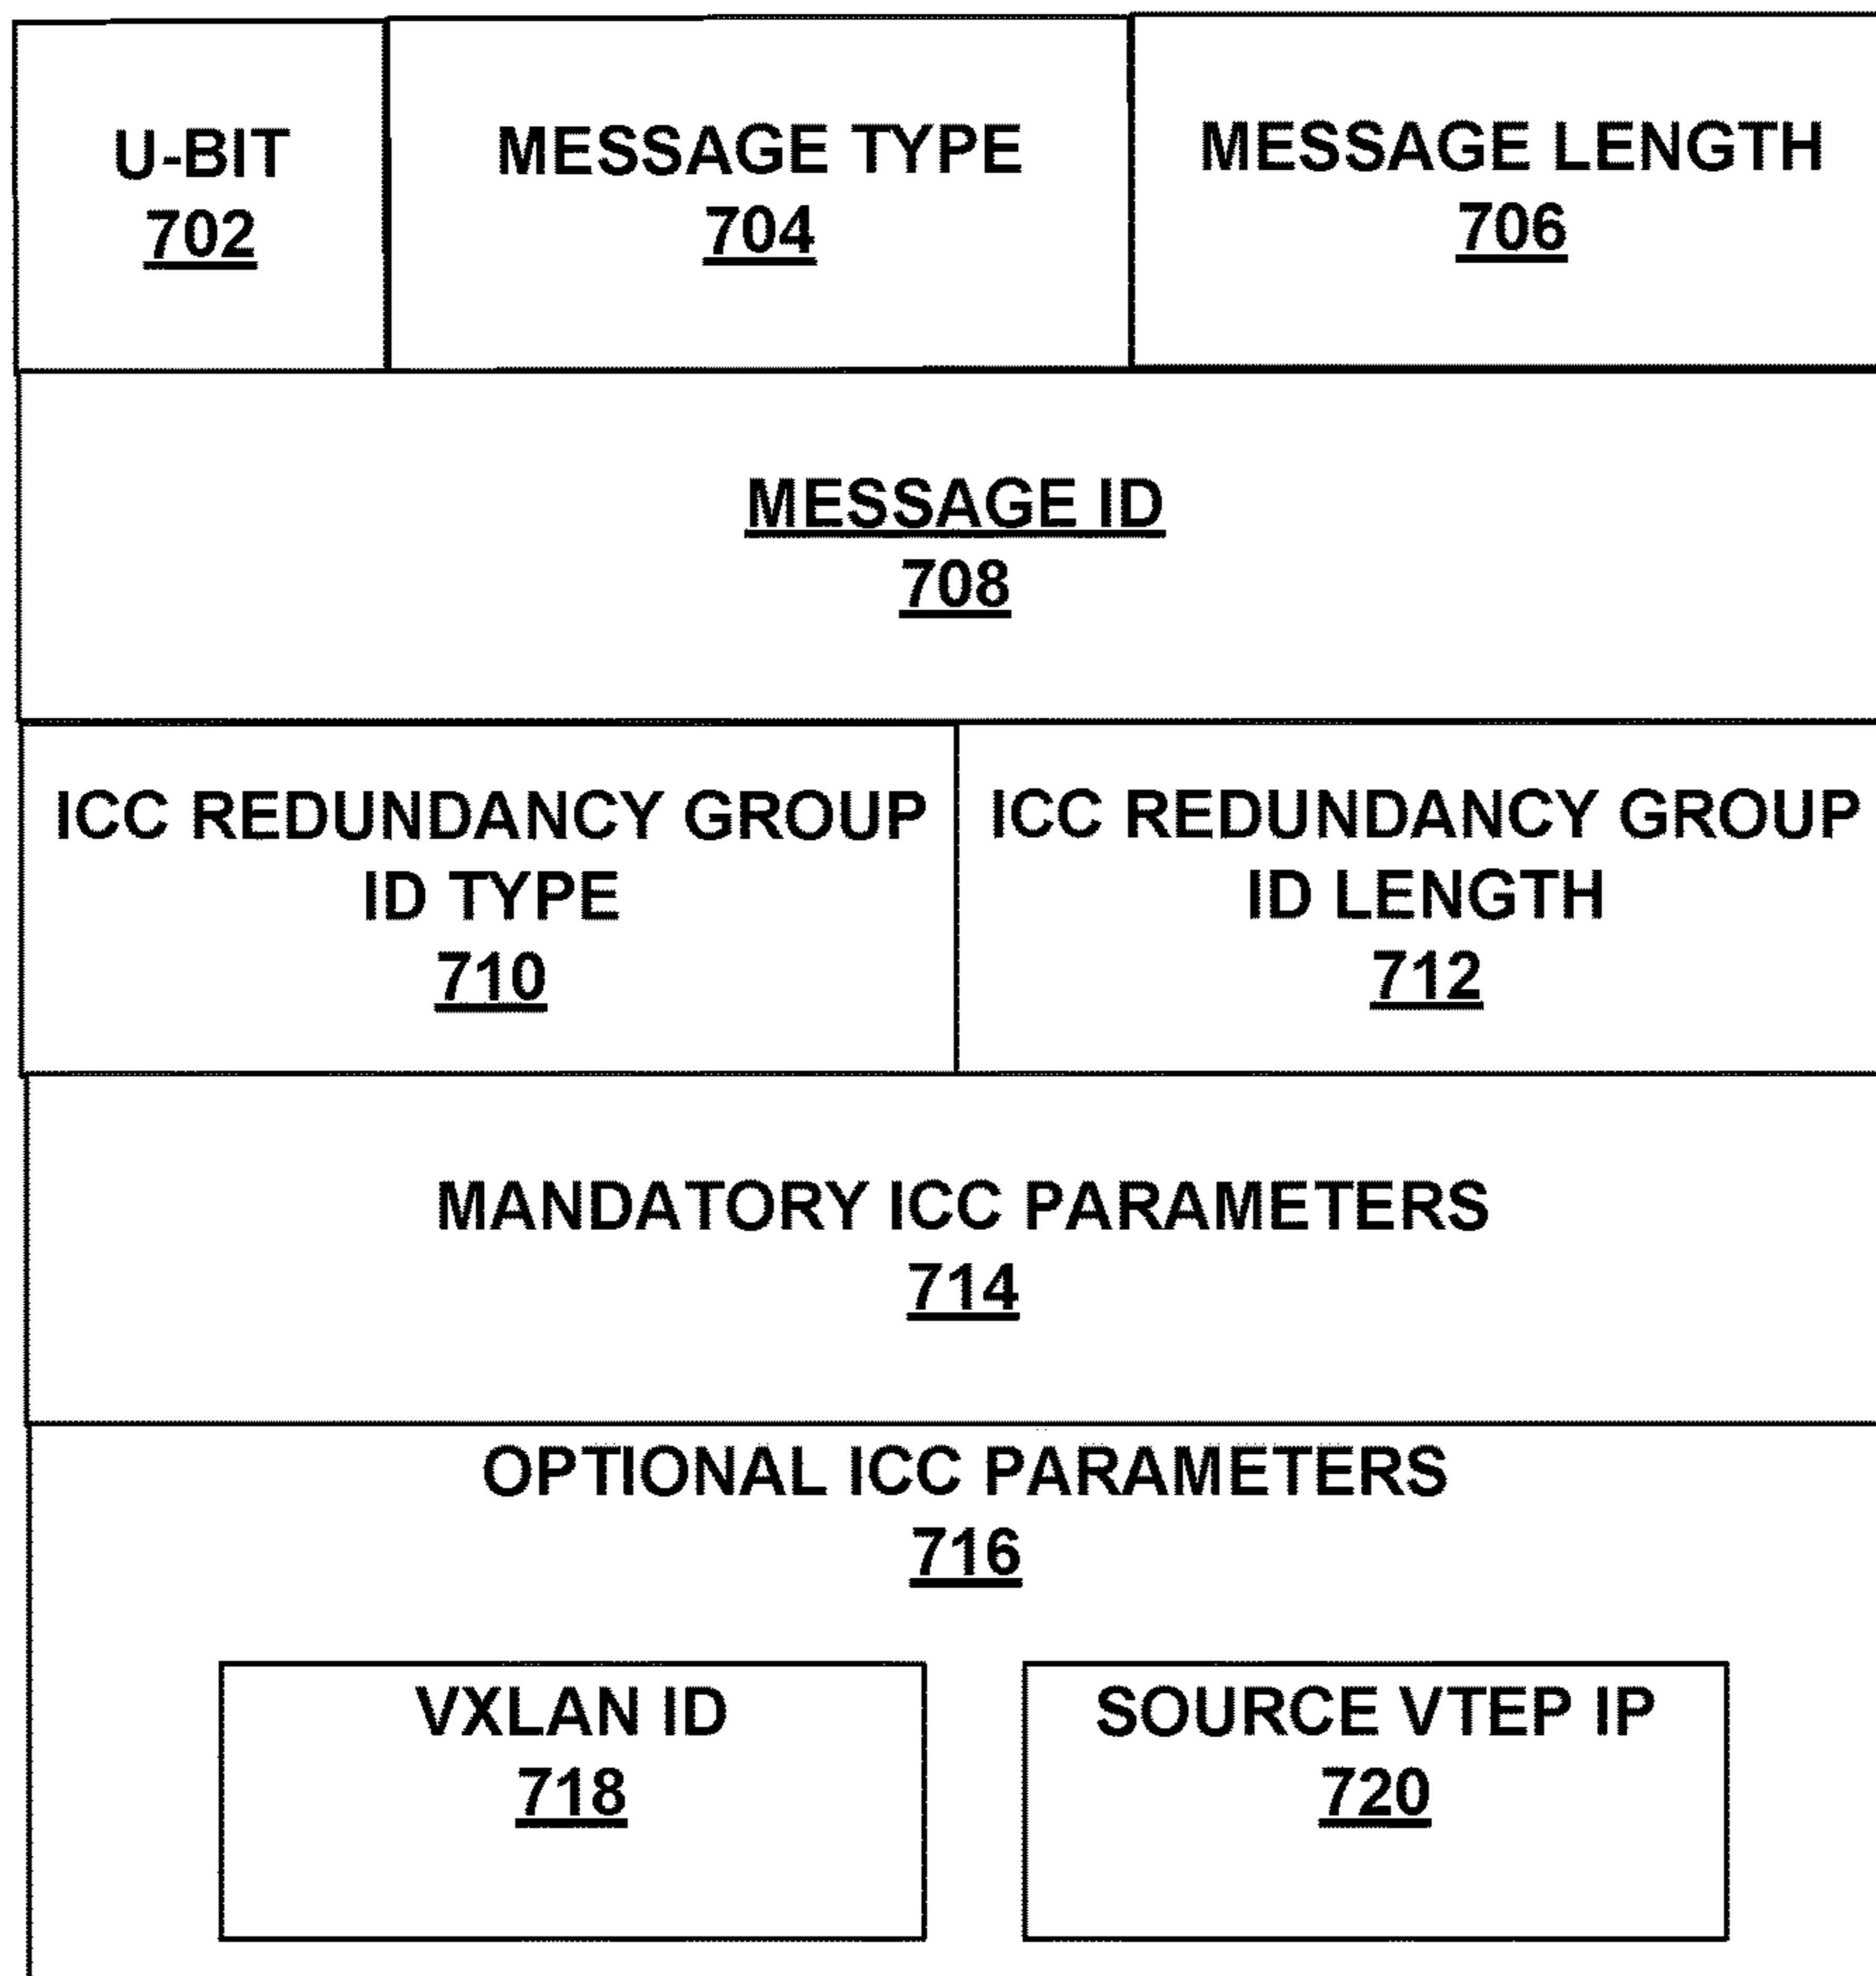 U-BIT
702
MESSAGE TYPE
704
MESSAGE LENGTH
706
MESSAGE ID
708
ICC REDUNDANCY GROUP
ID TYPE
710
ICC REDUNDANCY GROUP
ID LENGTH
712
MANDATORY ICC PARAMETERS
714
OPTIONAL ICC PARAMETERS
716
VXLAN ID
718
SOURCE VTEP IP
720